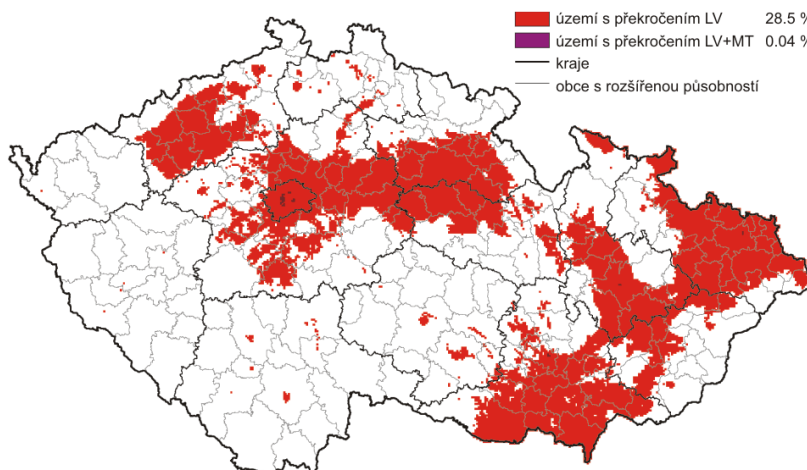 území s překročením LV 28.5 %
území s překročením LV+MT 0.04 %
kraje
obce s rozšířenou působností